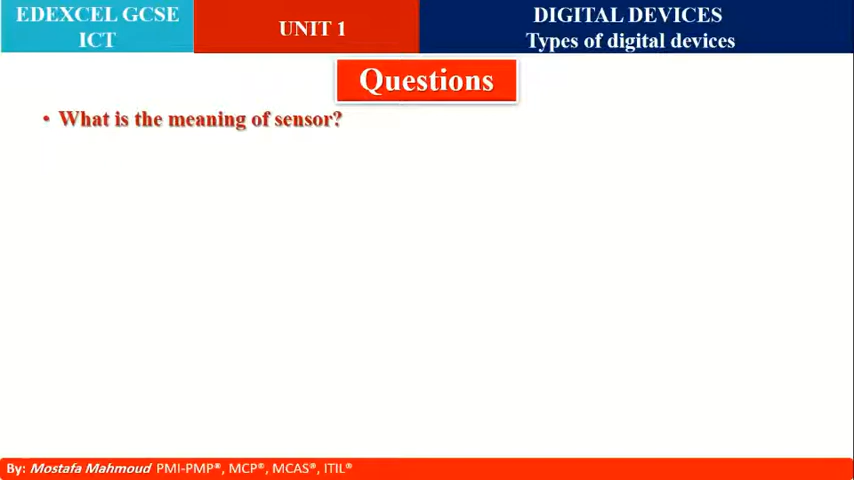 EDEXCEL GCSE
ICT
UNIT 1
DIGITAL DEVICES
Types of digital devices
Questions
• What is the meaning of sensor?
By: Mostafa Mahmoud PMI-PMP®, MCP®, MCAS®, ITIL®